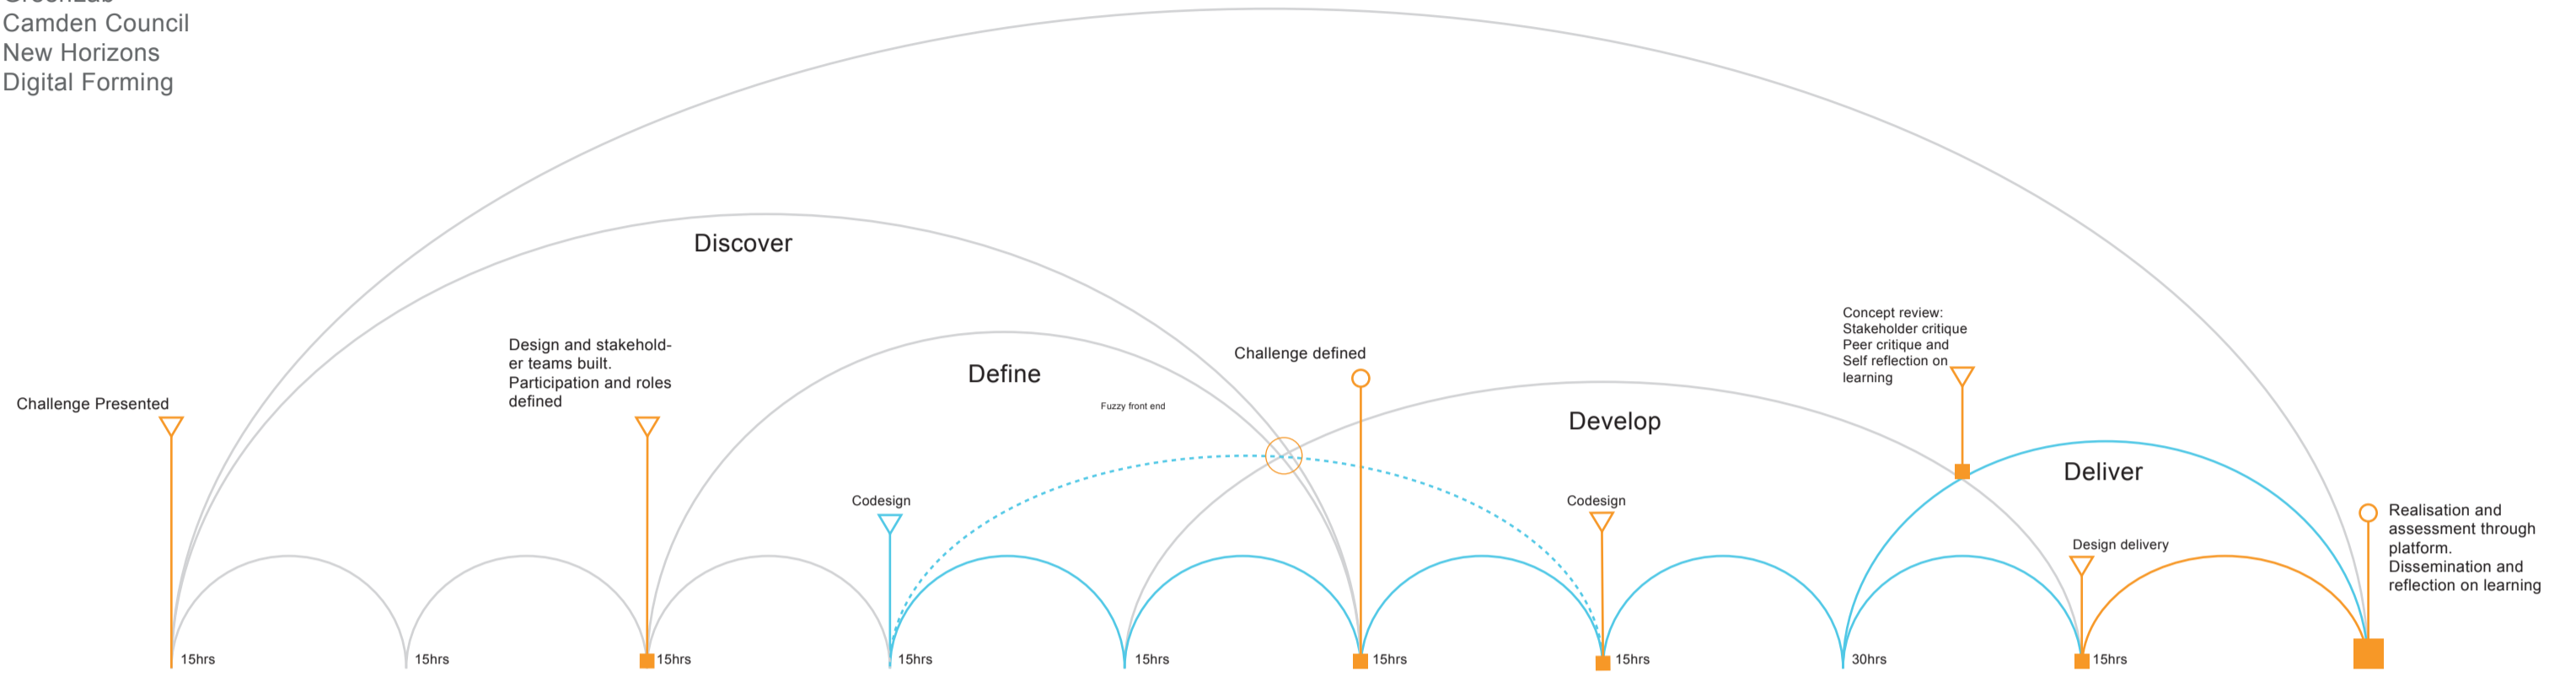 GreenLab
Camden Council
New Horizons
Digital Forming
Discover
Concept review:
Stakeholder critique
Peer critique and
Self reflection on
learning
Design and stakehold-
er teams built.
Participation and roles
defined
Challenge defined
Define
Challenge Presented
Fuzzy front end
Develop
Deliver
Codesign
Codesign
Realisation and
assessment through
platform.
Dissemination and
reflection on learning
Design delivery
15hrs
15hrs
15hrs
15hrs
15hrs
15hrs
15hrs
30hrs
15hrs